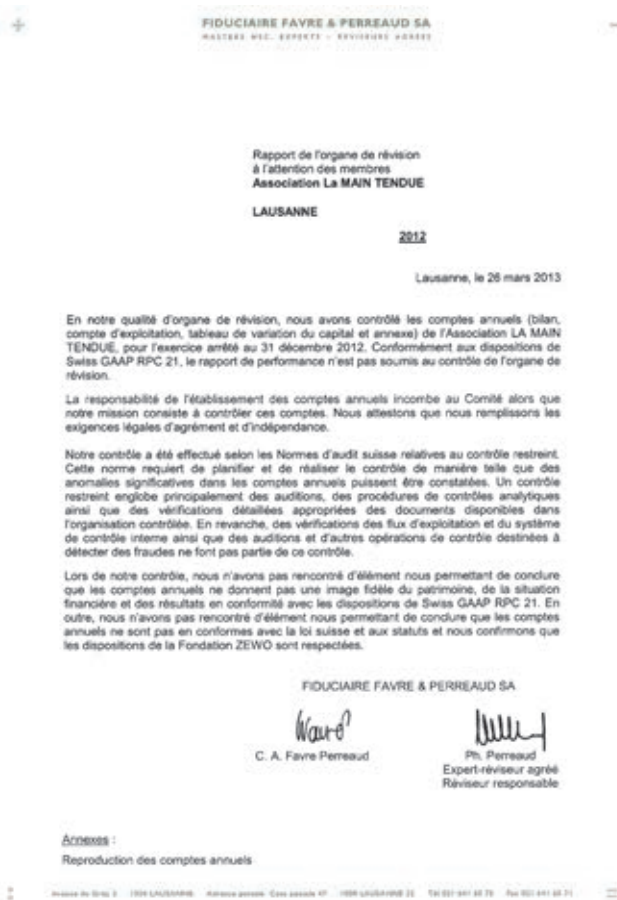 FIDUCIAIRE FAVRE & PERREAUD SA
Rapport de l'organe de révision
à l'attention des membres
Association La MAIN TENDUE
LAUSANNE
2012
Lausanne, le 26 mars 2013
En notre qualité d'organe de révision, nous avons contrôlé les comptes annuels (bilan,
compte d'exploitation, tableau de variation du capital et annexe) de l'Association LA MAIN
TENDUE, pour l'exercice arrêté au 31 décembre 2012. Conformément aux dispositions de
Swiss GAAP RPC 21, le rapport de performance n'est pas soumis au contrôle de l'organe de
révision.
La responsabilité de l'établissement des comptes annuels incombe au Comité alors que
notre mission consiste à contrôler ces comptes. Nous attestons que nous remplissons les
exigences légales d'agrément et d'indépendance.
Notre contrôle a été effectué selon les Normes d'audit suisse relatives au contrôle restreint.
Cette norme requiert de planifier et de réaliser le contrôle de manière telle que des
anomalies significatives dans les comptes annuels puissent être constatées. Un contrôle
restreint englobe principalement des auditions, des procédures de contrôles analytiques
ainsi que des vérifications détaillées appropriées des documents disponibles dans
l'organisation contrôlée. En revanche, des vérifications des flux d'exploitation et du système
de contrôle interne ainsi que des auditions et d'autres opérations de contrôle destinées à
détecter des fraudes ne font pas partie de ce contrôle.
Lors de notre contrôle, nous n'avons pas rencontré d'élément nous permettant de conclure
que les comptes annuels ne donnent pas une image fidèle du patrimoine, de la situation
financière et des résultats en conformité avec les dispositions de Swiss GAAP RPC 21. En
outre, nous n'avons pas rencontré d'élément nous permettant de conclure que les comptes
annuels ne sont pas en conformes avec la loi suisse et aux statuts et nous confirmons que
les dispositions de la Fondation ZEWO sont respectées.
FIDUCIAIRE FAVRE & PERREAUD SA
C. A. Favre Perreaud
Ph. Perreaud
Expert-réviseur agréé
Réviseur responsable
Annexes :
Reproduction des comptes annuels